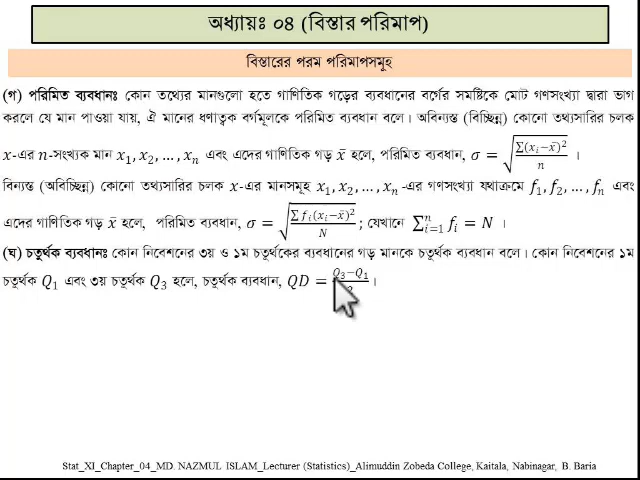 অধ্যায়ঃ ০৪ (বিস্তার পরিমাপ)
বিস্তারের পরম পরিমাপসমূহ
(গ) পরিমিত ব্যবধানঃ কোন তথ্যের মানগুলো হতে গাণিতিক গড়ের ব্যবধানের বর্গের সমষ্টিকে মোট গণসংখ্যা দ্বারা ভাগ
করলে যে মান পাওয়া যায়, ঐ মানের ধণাত্বক বর্গমূলকে পরিমিত ব্যবধান বলে। অবিন্যস্ত (বিচ্ছিন্ন) কোনো তথ্যসারির চলক
x-এর n-সংখ্যক মান x₁, x₂, …, xₙ এবং এদের গাণিতিক গড় x̄ হলে, পরিমিত ব্যবধান, σ = √(Σ(xᵢ−x̄)²/n) ।
বিন্যস্ত (অবিচ্ছিন্ন) কোনো তথ্যসারির চলক x-এর মানসমূহ x₁, x₂, …, xₙ -এর গণসংখ্যা যথাক্রমে f₁, f₂, …, fₙ এবং
এদের গাণিতিক গড় x̄ হলে, পরিমিত ব্যবধান, σ = √(Σ fᵢ(xᵢ−x̄)²/N) ; যেখানে Σⁿᵢ₌₁ fᵢ = N ।
(ঘ) চতুর্থক ব্যবধানঃ কোন নিবেশনের ৩য় ও ১ম চতুর্থকের ব্যবধানের গড় মানকে চতুর্থক ব্যবধান বলে। কোন নিবেশনের ১ম
চতুর্থক Q₁ এবং ৩য় চতুর্থক Q₃ হলে, চতুর্থক ব্যবধান, QD = (Q₃−Q₁)/2 ।
Stat_XI_Chapter_04_MD. NAZMUL ISLAM_Lecturer (Statistics)_Alimuddin Zobeda College, Kaitala, Nabinagar, B. Baria